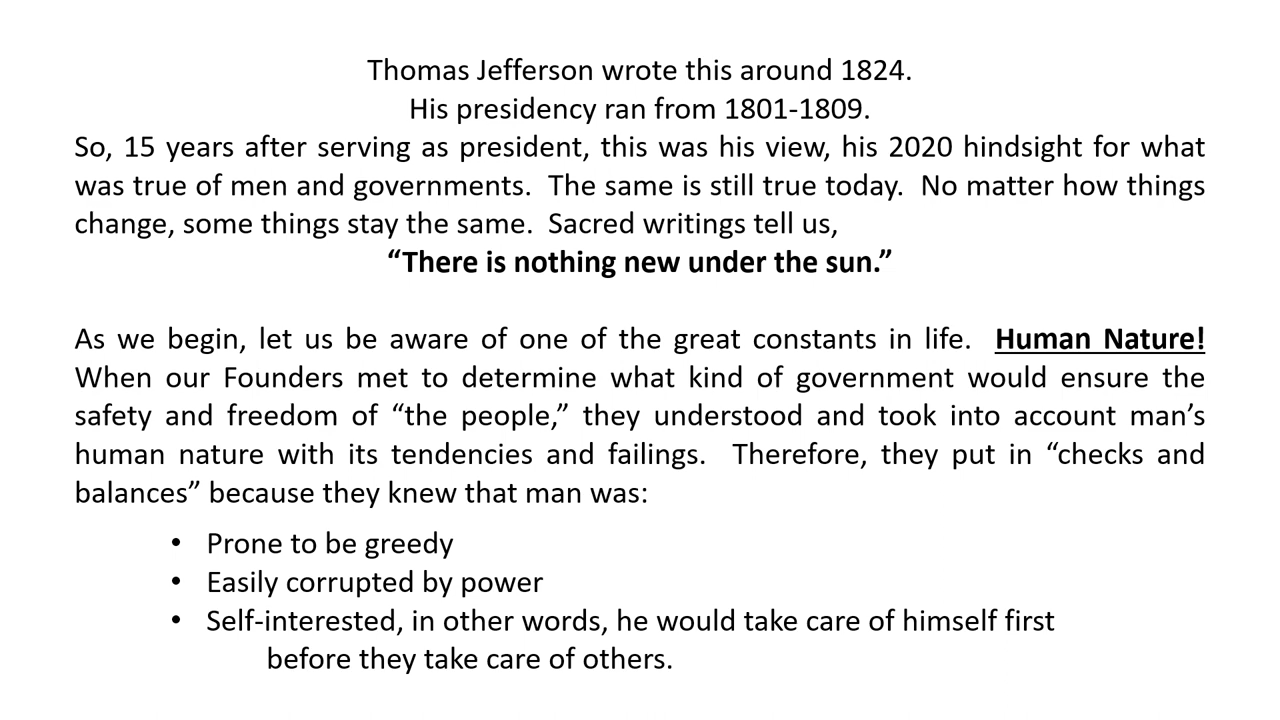 Thomas Jefferson wrote this around 1824.
His presidency ran from 1801-1809.
So, 15 years after serving as president, this was his view, his 2020 hindsight for what
was true of men and governments.  The same is still true today.  No matter how things
change, some things stay the same.  Sacred writings tell us,
“There is nothing new under the sun.”
As we begin, let us be aware of one of the great constants in life.  Human Nature!
When our Founders met to determine what kind of government would ensure the
safety and freedom of “the people,” they understood and took into account man’s
human nature with its tendencies and failings.  Therefore, they put in “checks and
balances” because they knew that man was:
• Prone to be greedy
• Easily corrupted by power
• Self-interested, in other words, he would take care of himself first
before they take care of others.